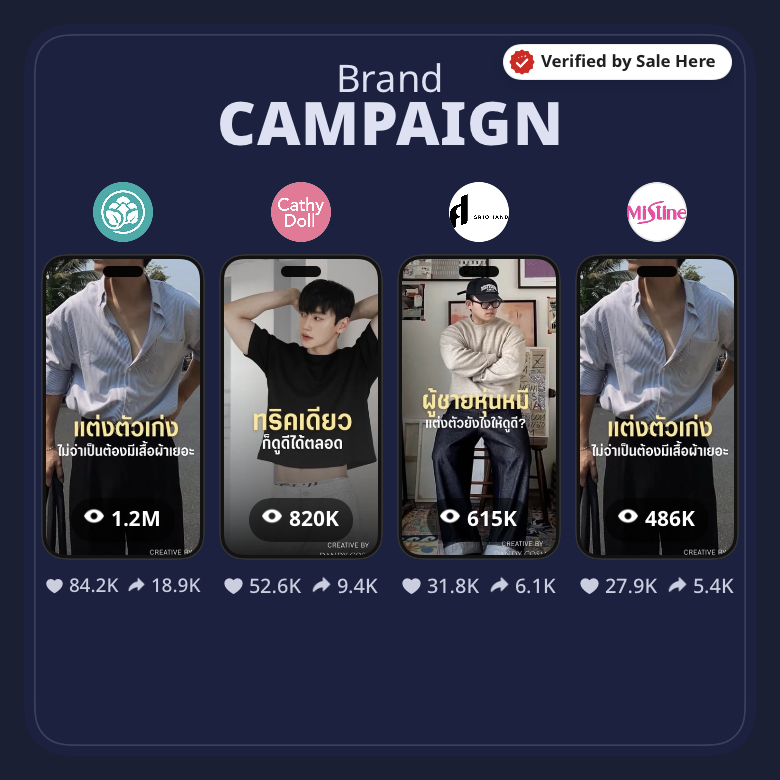 Verified by Sale Here
Brand
CAMPAIGN
Cathy
Doll
Mistine
แต่งตัวเก่ง
ไม่จำเป็นต้องมีเสื้อผ้าเยอะ
1.2M
CREATIVE BY
84.2K 18.9K
ทริคเดียว
ก็ดูดีได้ตลอด
820K
CREATIVE BY
52.6K 9.4K
ผู้ชายหุ่นหมี
แต่งตัวยังไงให้ดูดี?
615K
CREATIVE BY
31.8K 6.1K
แต่งตัวเก่ง
ไม่จำเป็นต้องมีเสื้อผ้าเยอะ
486K
CREATIVE BY
27.9K 5.4K